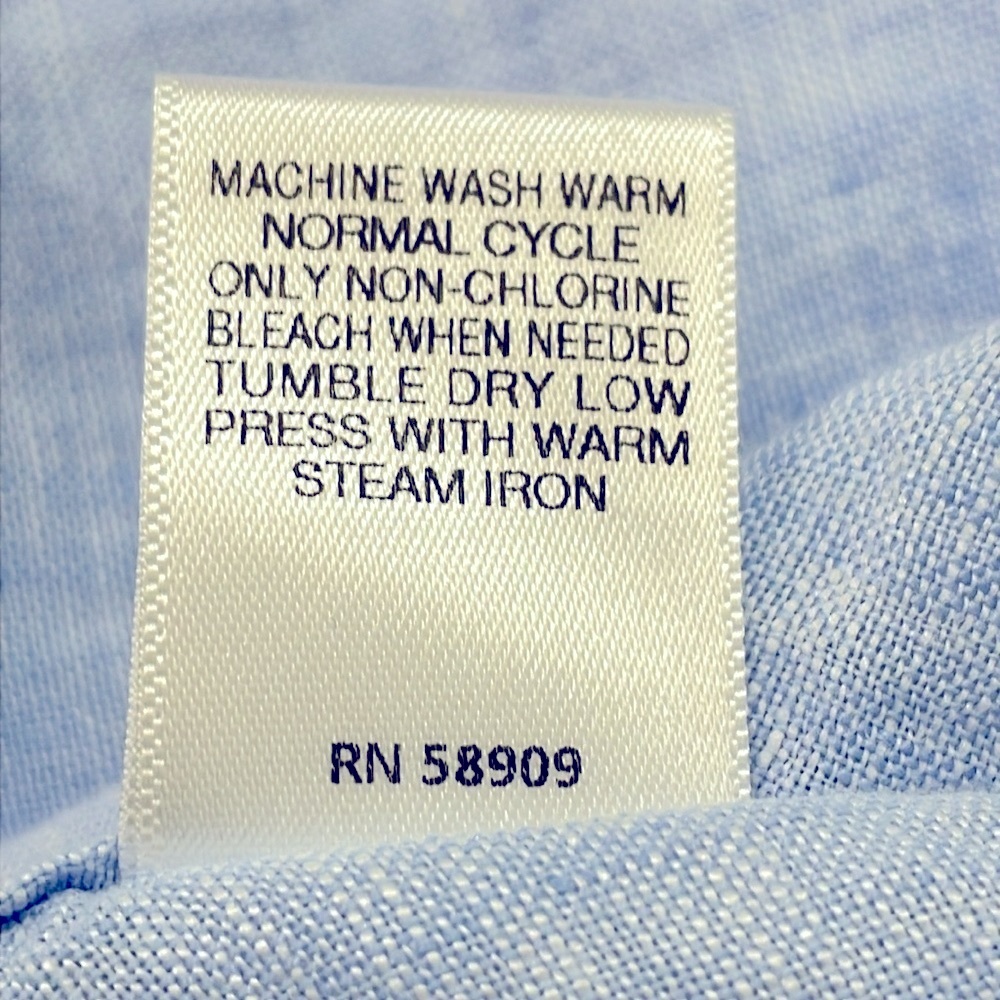 MACHINE WASH WARM
NORMAL CYCLE
ONLY NON-CHLORINE
BLEACH WHEN NEEDED
TUMBLE DRY LOW
PRESS WITH WARM
STEAM IRON
RN 58909